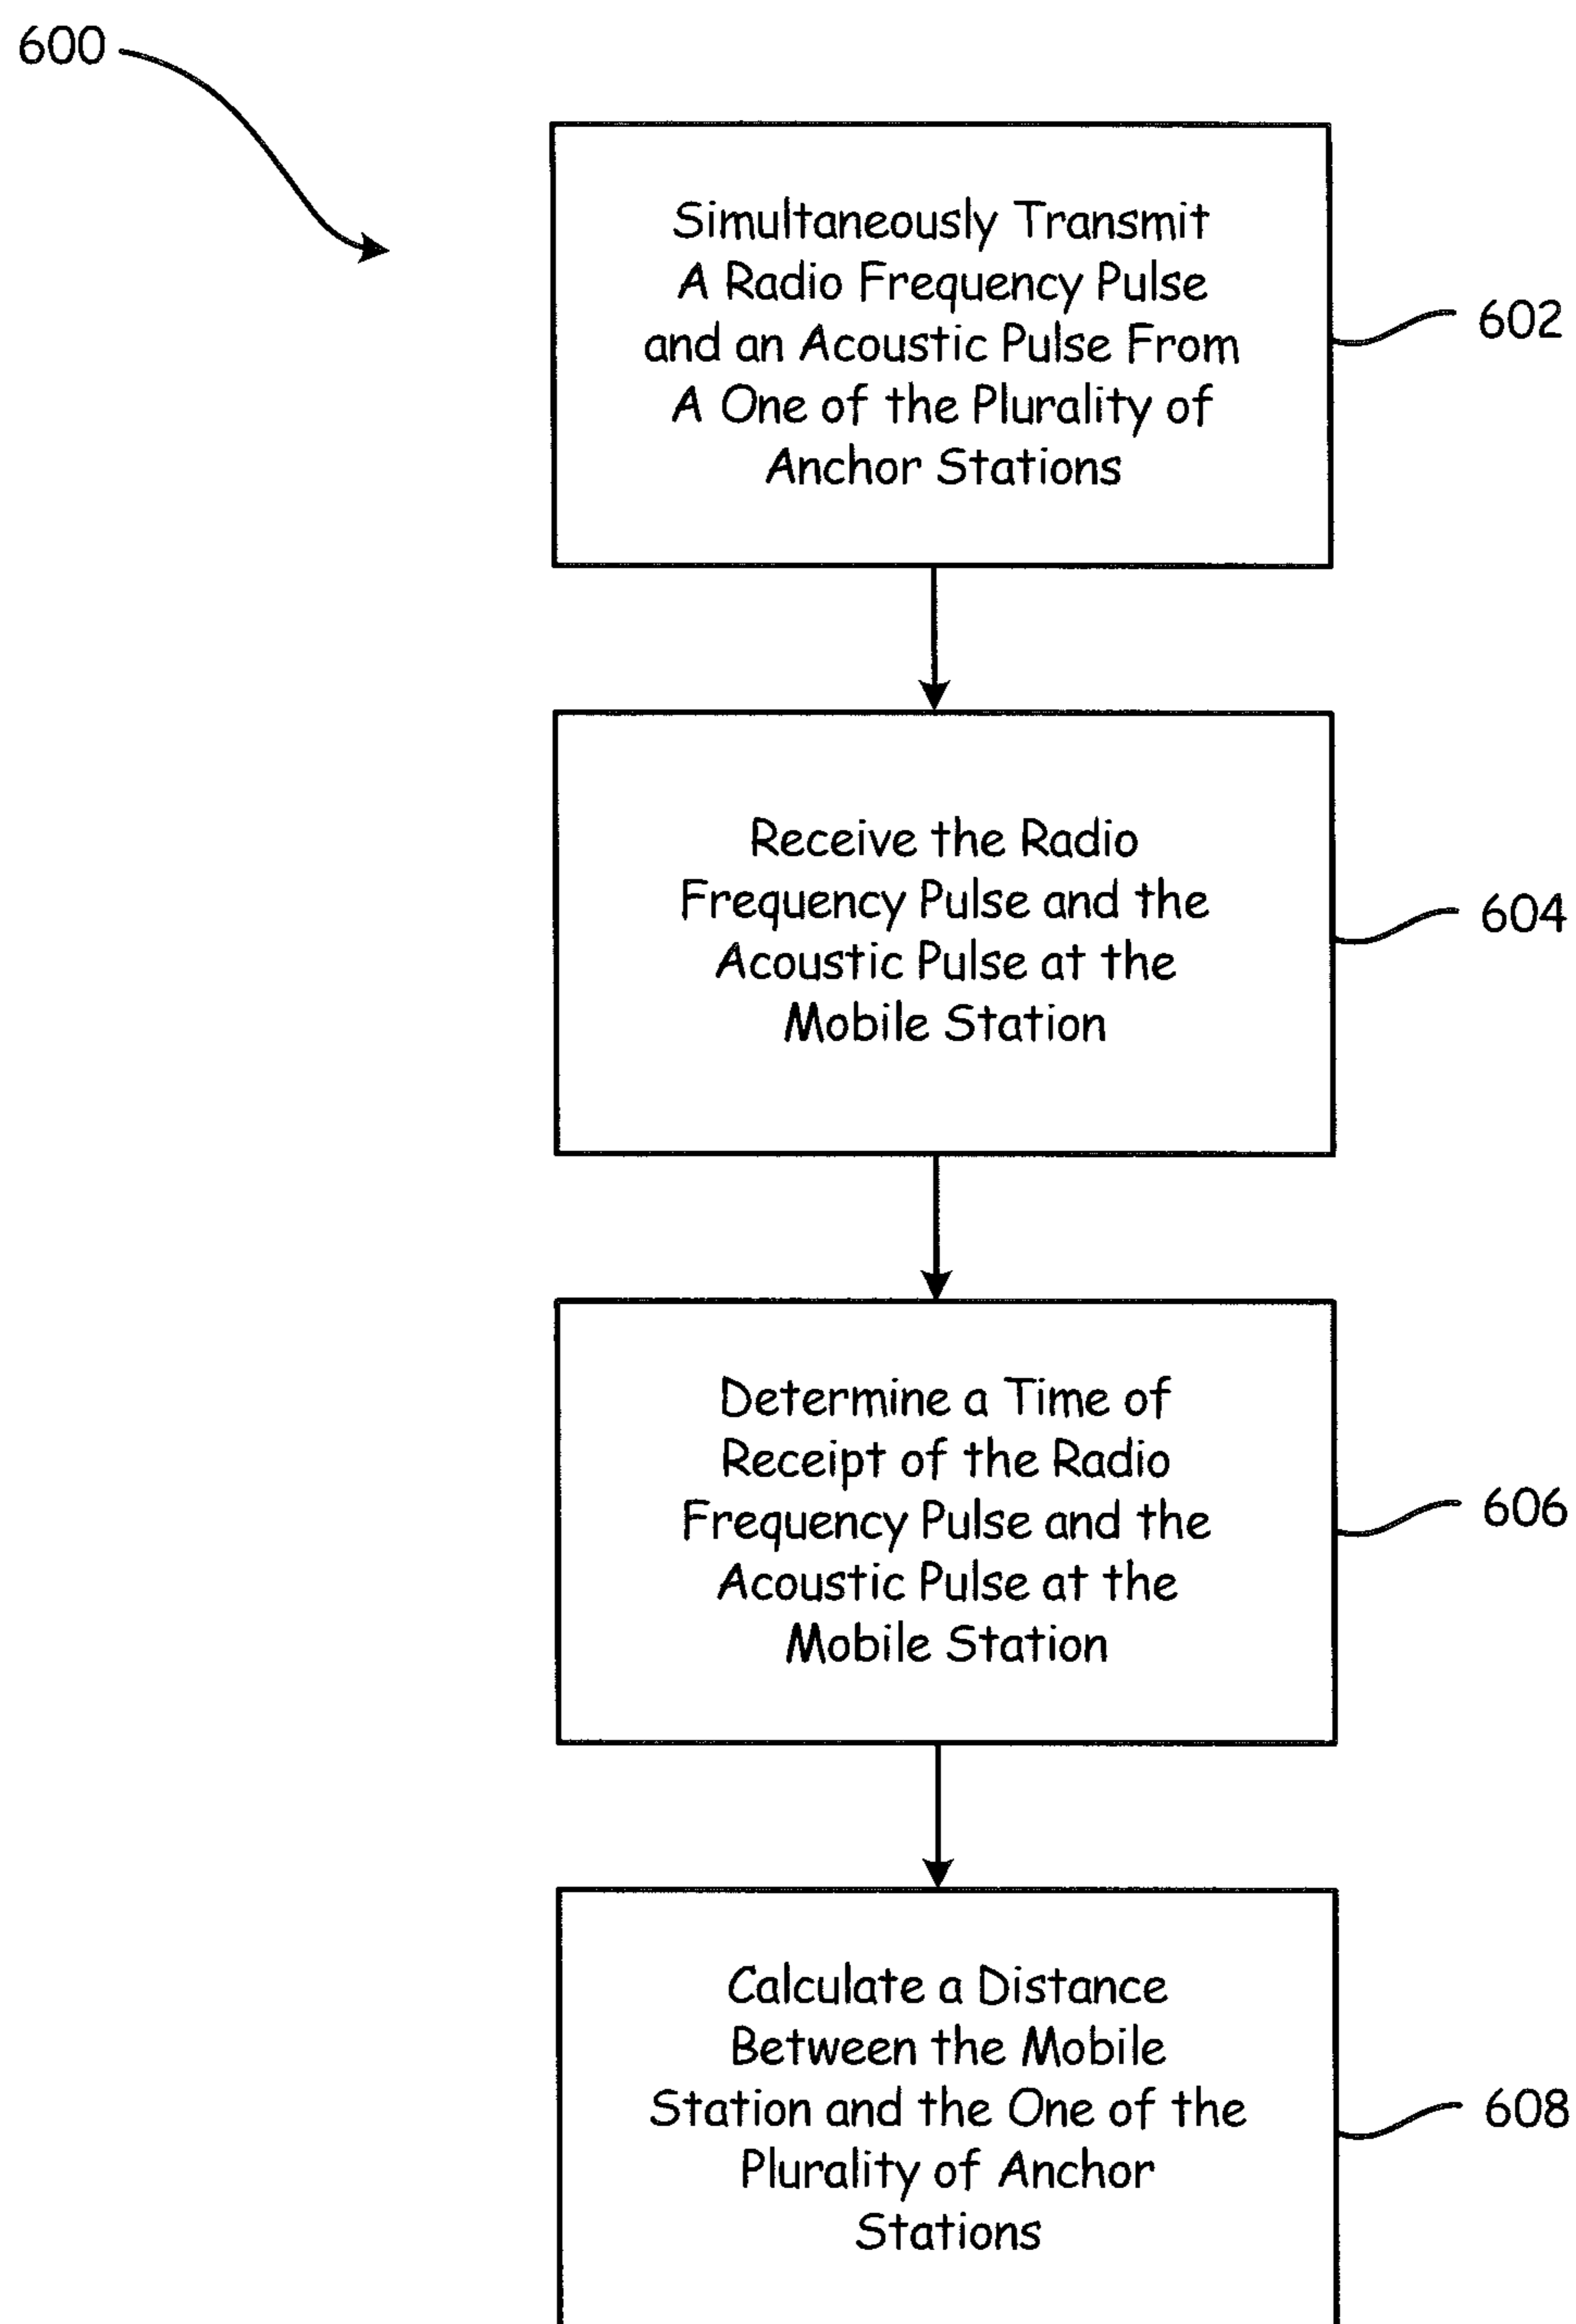 600
Simultaneously Transmit
A Radio Frequency Pulse
and an Acoustic Pulse From
A One of the Plurality of
Anchor Stations
602
Receive the Radio
Frequency Pulse and the
Acoustic Pulse at the
Mobile Station
604
Determine a Time of
Receipt of the Radio
Frequency Pulse and the
Acoustic Pulse at the
Mobile Station
606
Calculate a Distance
Between the Mobile
Station and the One of the
Plurality of Anchor
Stations
608